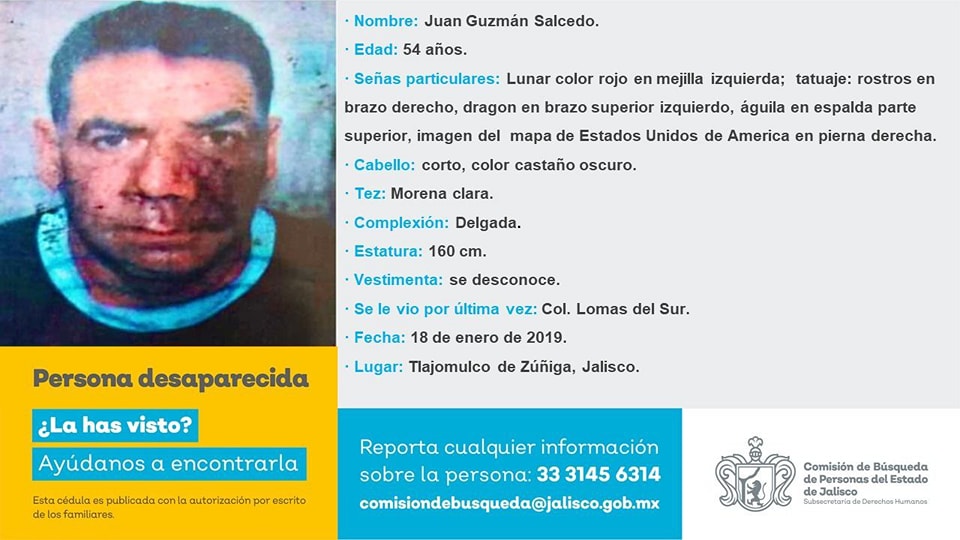 · Nombre: Juan Guzmán Salcedo.
· Edad: 54 años.
· Señas particulares: Lunar color rojo en mejilla izquierda; tatuaje: rostros en
brazo derecho, dragon en brazo superior izquierdo, águila en espalda parte
superior, imagen del mapa de Estados Unidos de America en pierna derecha.
· Cabello: corto, color castaño oscuro.
· Tez: Morena clara.
· Complexión: Delgada.
· Estatura: 160 cm.
· Vestimenta: se desconoce.
· Se le vio por última vez: Col. Lomas del Sur.
· Fecha: 18 de enero de 2019.
· Lugar: Tlajomulco de Zúñiga, Jalisco.
Persona desaparecida
¿La has visto?
Ayúdanos a encontrarla
Esta cédula es publicada con la autorización por escrito
de los familiares.
Reporta cualquier información
sobre la persona: 33 3145 6314
comisiondebusqueda@jalisco.gob.mx
Comisión de Búsqueda
de Personas del Estado
de Jalisco
Subsecretaría de Derechos Humanos